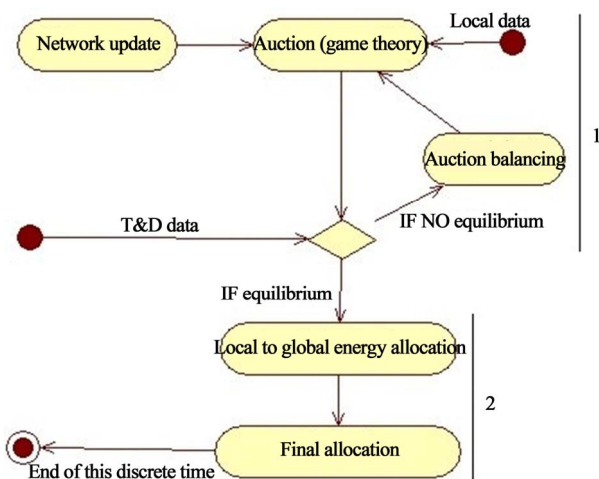 Local data
Network update
Auction (game theory)
1
Auction balancing
T&D data
IF NO equilibrium
IF equilibrium
Local to global energy allocation
2
Final allocation
End of this discrete time